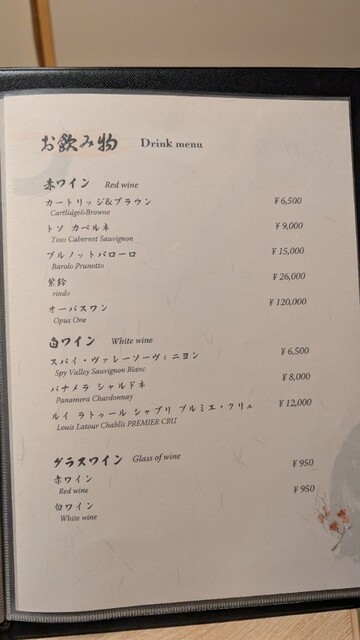 お飲み物 Drink menu
赤ワイン Red wine
カートリッジ&ブラウン ¥6,500
Cartlidge&Browne
トソ カベルネ ¥9,000
Toso Cabernet Sauvignon
プルノットバローロ ¥15,000
Barolo Prunotto
紫鈴 ¥26,000
rindo
オーパスワン ¥120,000
Opus One
白ワイン White wine
スパイ・ヴァレーソーヴィニヨン ¥6,500
Spy Valley Sauvignon Blanc
パナメラ シャルドネ ¥8,000
Panamera Chardonnay
ルイ ラトゥール シャブリ プルミエ・クリュ ¥12,000
Louis Latour Chablis PREMIER CRU
グラスワイン Glass of wine
赤ワイン ¥950
Red wine
白ワイン ¥950
White wine